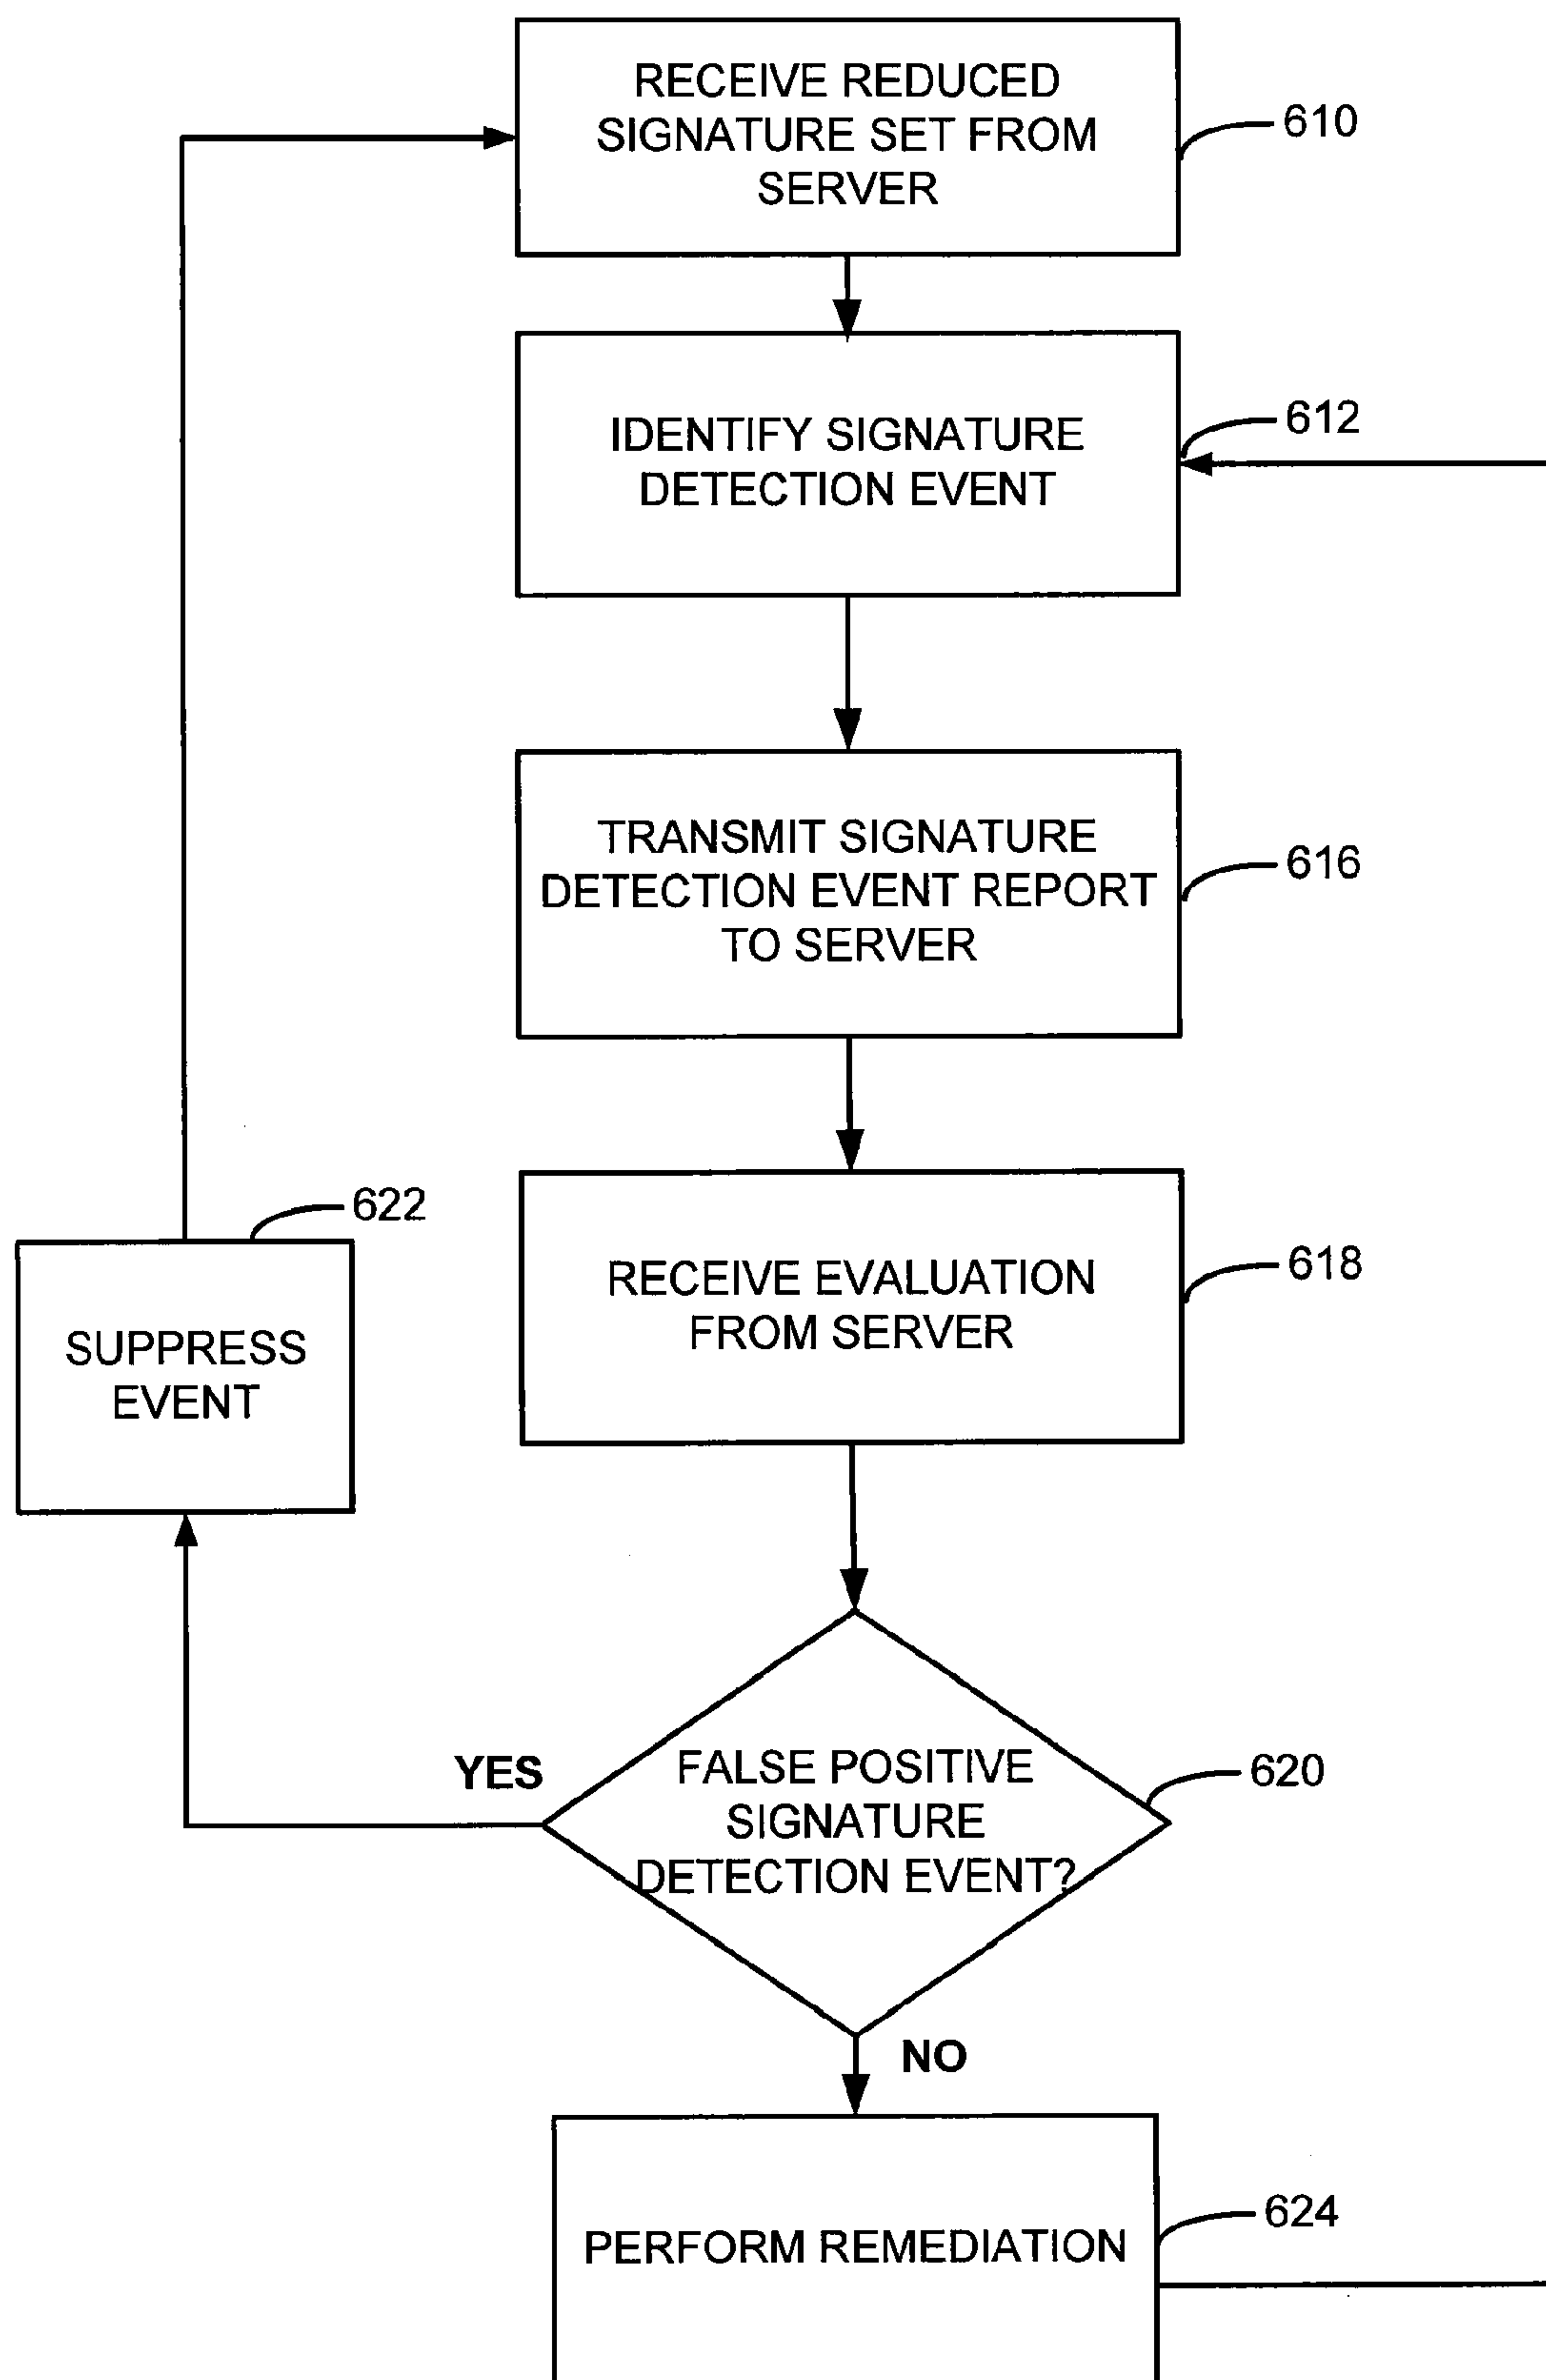 RECEIVE REDUCED
SIGNATURE SET FROM
SERVER
610
IDENTIFY SIGNATURE
DETECTION EVENT
612
TRANSMIT SIGNATURE
DETECTION EVENT REPORT
TO SERVER
616
RECEIVE EVALUATION
FROM SERVER
618
622
SUPPRESS
EVENT
FALSE POSITIVE
SIGNATURE
DETECTION EVENT?
620
YES
NO
PERFORM REMEDIATION
624